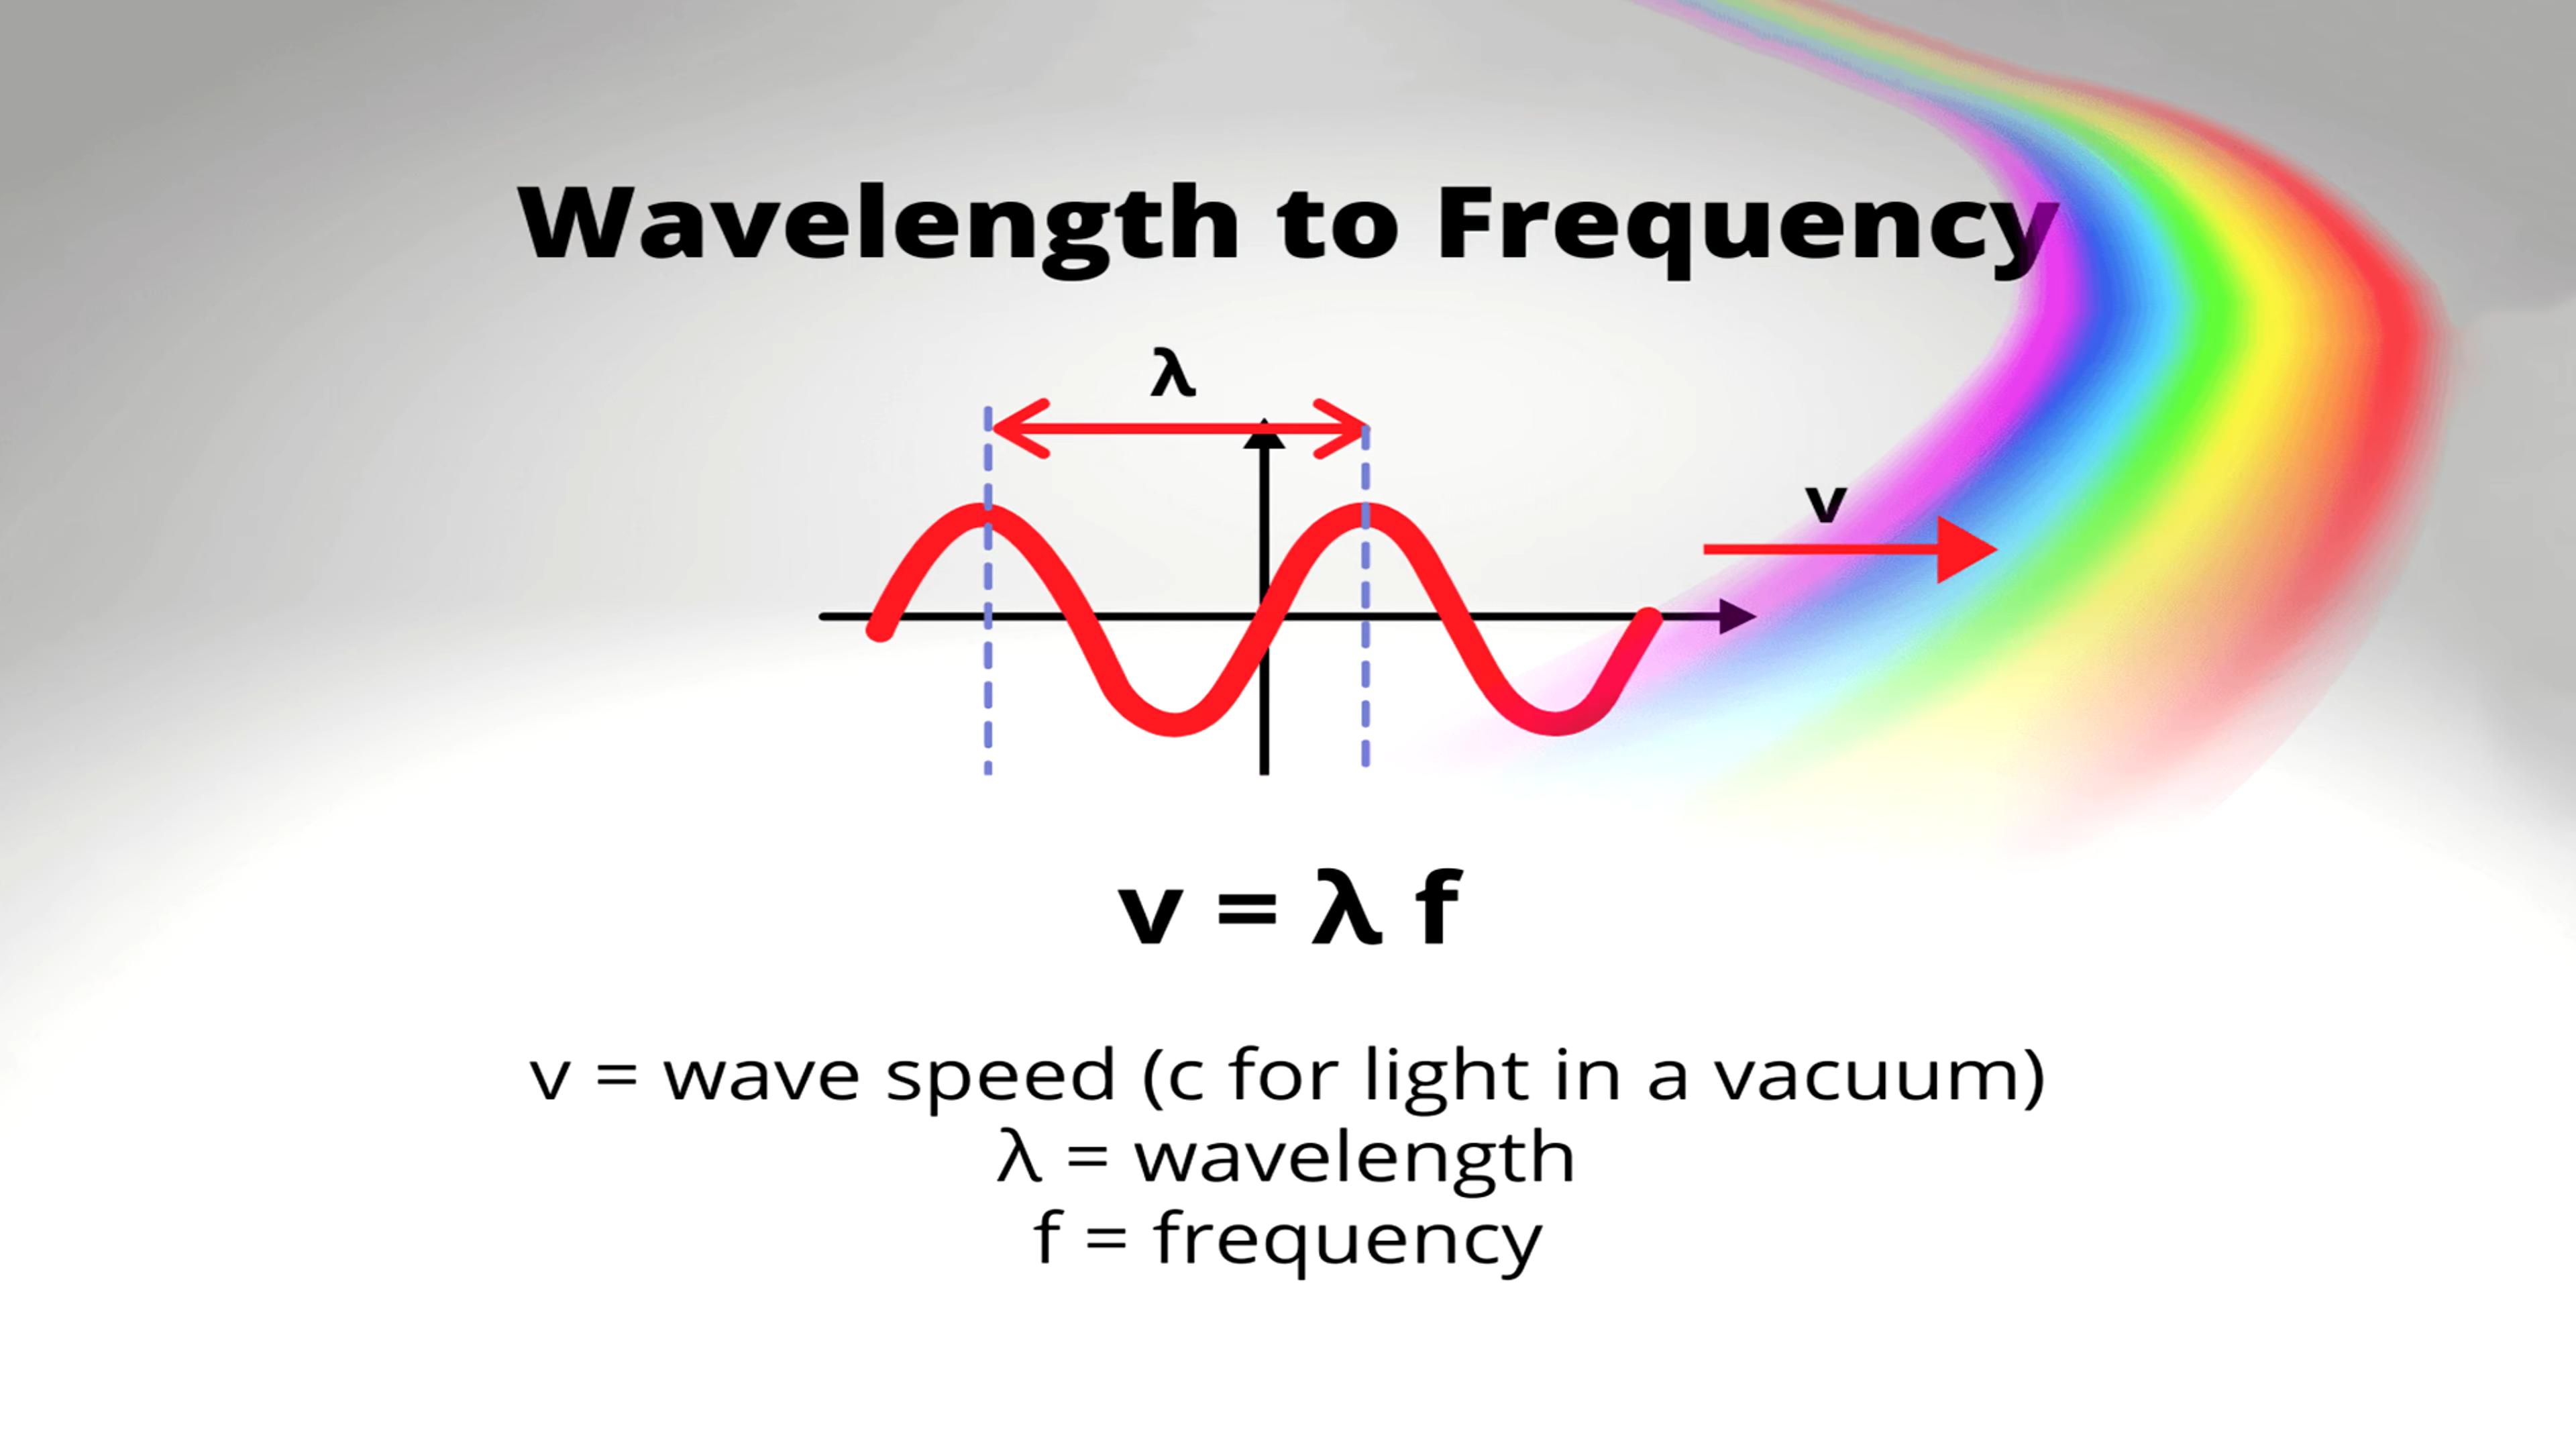 Wavelength to Frequency
λ
v
v = λ f
v = wave speed (c for light in a vacuum)
λ = wavelength
f = frequency